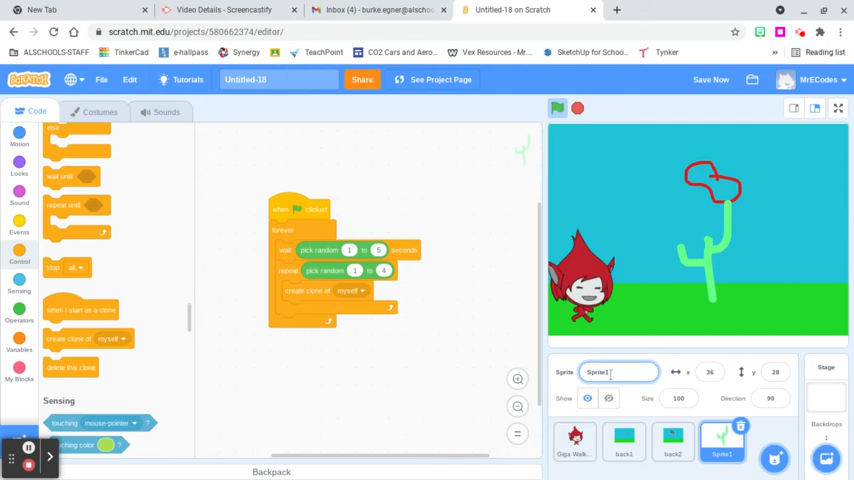 New Tab
Video Details - Screencastify
Inbox (4) - burke.egner@alschool
Untitled-18 on Scratch
scratch.mit.edu/projects/580662374/editor/
ALSCHOOLS-STAFF
TinkerCad
e-hallpass
Synergy
TeachPoint
CO2 Cars and Aero...
Vex Resources - Wr...
SketchUp for Schoo...
Tynker
Reading list
SCRATCH
File
Edit
Tutorials
Untitled-18
Share
See Project Page
Save Now
MrECodes
Code
Costumes
Sounds
Motion
Looks
Sound
Events
Control
Sensing
Operators
Variables
My Blocks
else
wait until
repeat until
stop all
when I start as a clone
create clone of myself
delete this clone
Sensing
touching mouse-pointer ?
touching color ?
when clicked
forever
wait pick random 1 to 5 seconds
repeat pick random 1 to 4
create clone of myself
Sprite
Sprite1
x 36
y 28
Show
Size 100
Direction 90
Giga Walk...
back1
back2
Sprite1
Stage
Backdrops
1
Backpack